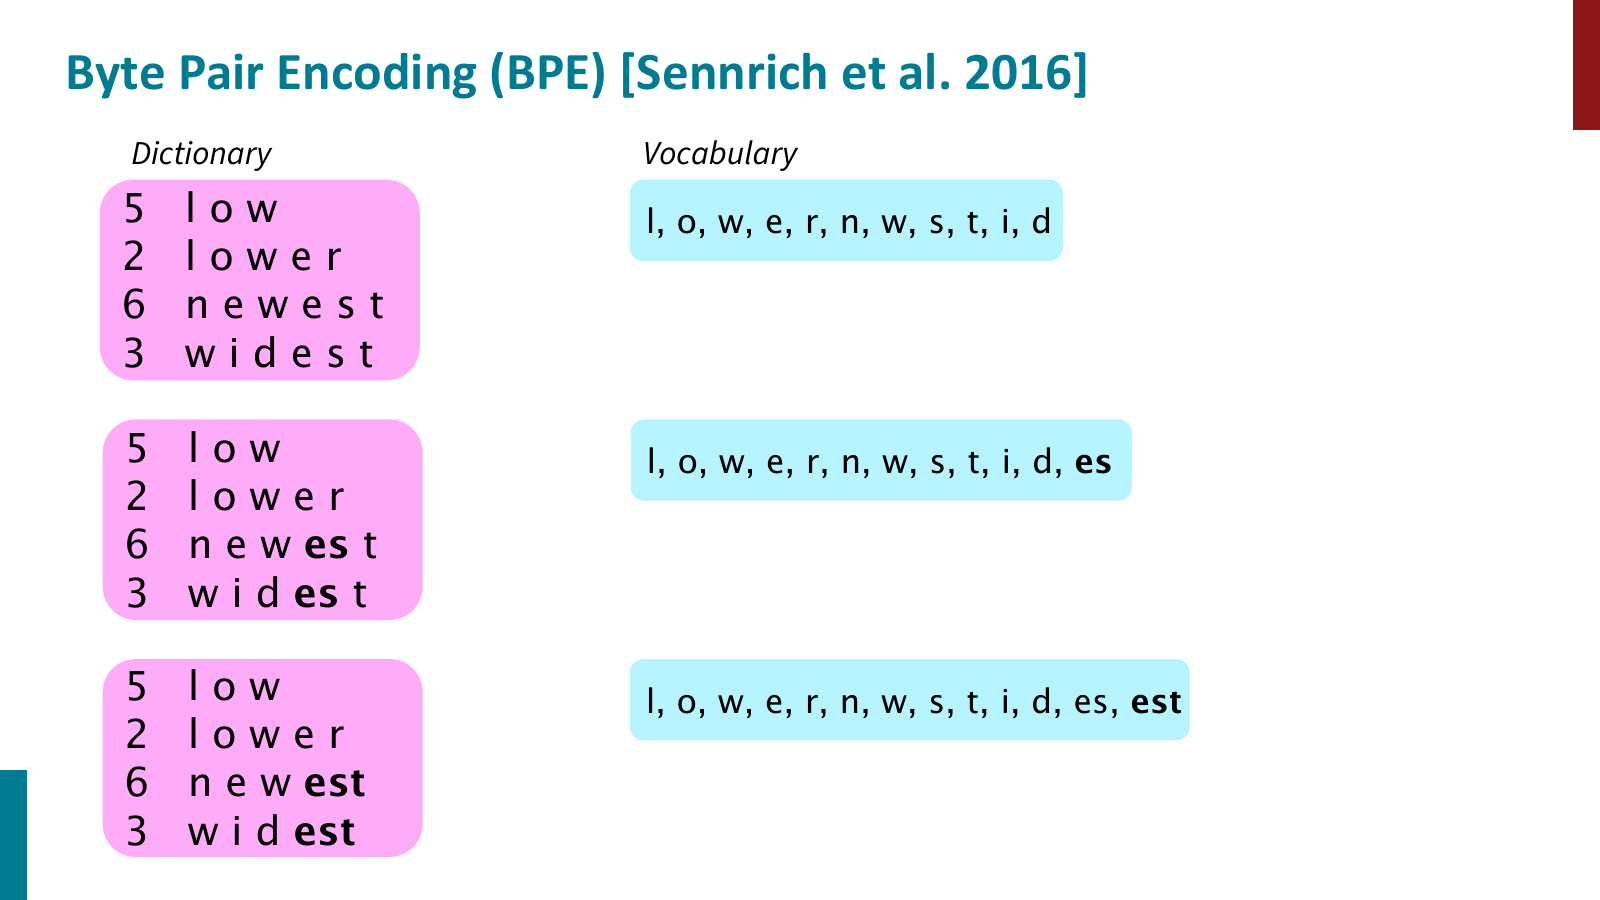 Byte Pair Encoding (BPE) [Sennrich et al. 2016]
Dictionary
5 l o w
2 l o w e r
6 n e w e s t
3 w i d e s t
Vocabulary
l, o, w, e, r, n, w, s, t, i, d
5 l o w
2 l o w e r
6 n e w es t
3 w i d es t
l, o, w, e, r, n, w, s, t, i, d, es
5 l o w
2 l o w e r
6 n e w est
3 w i d est
l, o, w, e, r, n, w, s, t, i, d, es, est